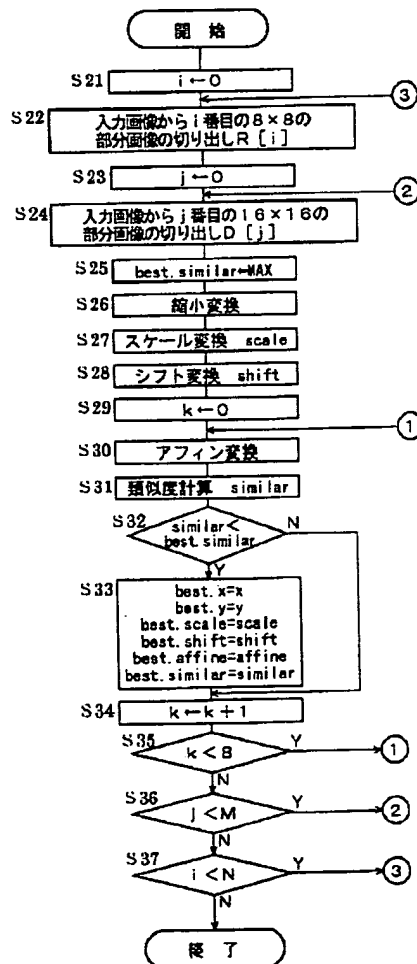 開始
S21
i←0
③
S22
入力画像からi番目の8×8の
部分画像の切り出しR[i]
S23
j←0
②
S24
入力画像からj番目の16×16の
部分画像の切り出しD[j]
S25
best.similar←MAX
S26
縮小変換
S27
スケール変換 scale
S28
シフト変換 shift
S29
k←0
①
S30
アフィン変換
S31
類似度計算 similar
S32
similar<
best.similar
N
Y
S33
best.x=x
best.y=y
best.scale=scale
best.shift=shift
best.affine=affine
best.similar=similar
S34
k←k+1
S35
k<8
Y
①
N
S36
j<M
Y
②
N
S37
i<N
Y
③
N
終了